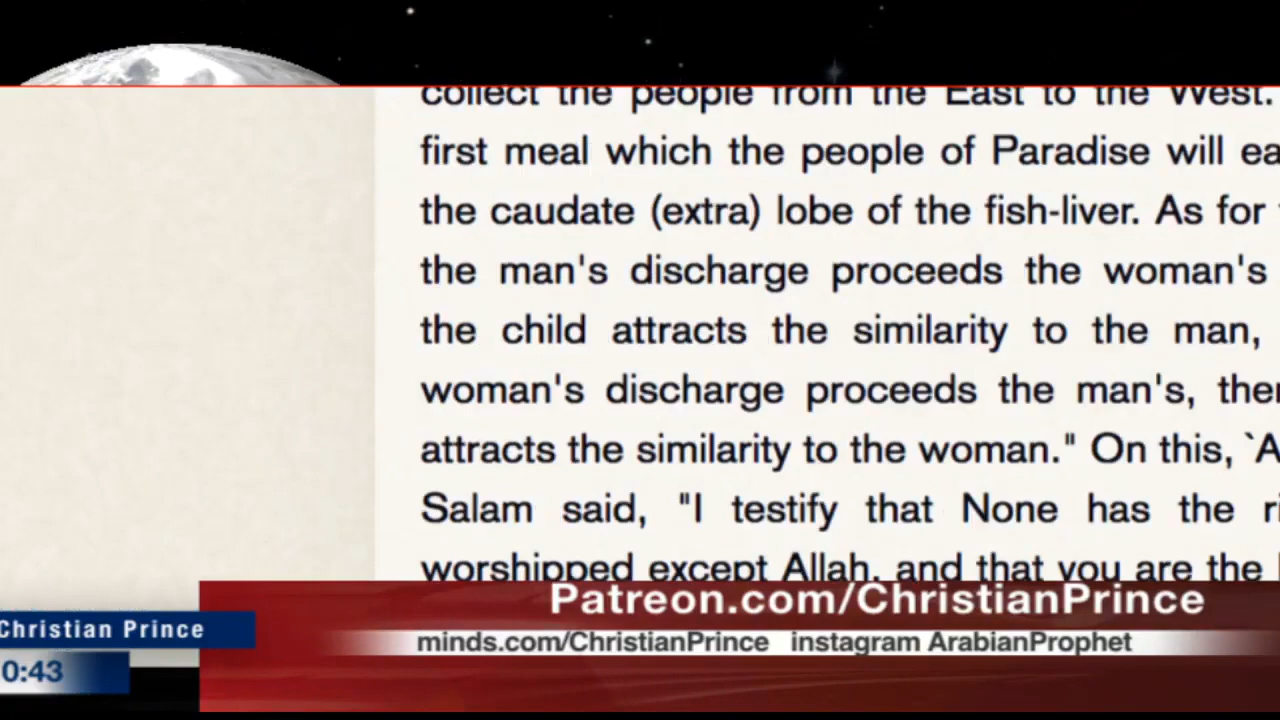 collect the people from the East to the West.
first meal which the people of Paradise will ea
the caudate (extra) lobe of the fish-liver. As for
the man's discharge proceeds the woman's
the child attracts the similarity to the man,
woman's discharge proceeds the man's, the
attracts the similarity to the woman." On this, `A
Salam said, "I testify that None has the ri
worshipped except Allah, and that you are the
Patreon.com/ChristianPrince
Christian Prince
minds.com/ChristianPrince instagram ArabianProphet
0:43